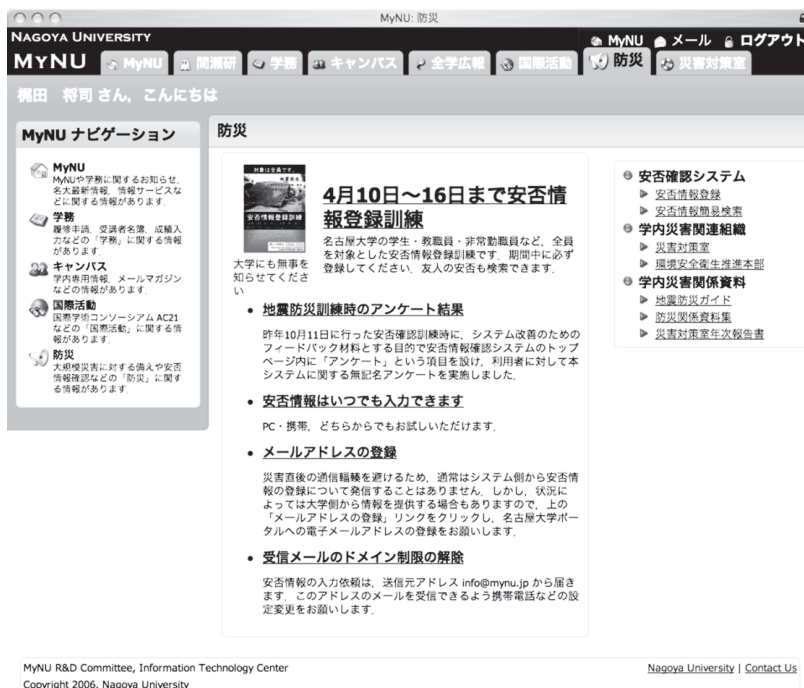 MyNU: 防災
NAGOYA UNIVERSITY
MyNU メール ログアウト
MYNU MyNU 間瀬研 学務 キャンパス 全学広報 国際活動 防災 災害対策室
梶田 将司 さん，こんにちは
MyNU ナビゲーション
MyNU
MyNUや学務に関するお知らせ，
名大最新情報，情報サービスな
どに関する情報があります．
学務
履修申請，受講者名簿，成績入
力などの「学務」に関する情報
があります．
キャンパス
学内専用情報，メールマガジン
などの情報があります．
国際活動
国際学術コンソーシアム AC21
などの「国際活動」に関する情
報があります．
防災
大規模災害に対する備えや安否
情報確認などの「防災」に関す
る情報があります．
防災
対象は全員です。
安否情報登録訓練
大学にも無事を
知らせてくださ
い
4月10日～16日まで安否情
報登録訓練
名古屋大学の学生・教職員・非常勤職員など，全員
を対象とした安否情報登録訓練です．期間中に必ず
登録してください．友人の安否も検索できます．
• 地震防災訓練時のアンケート結果
昨年10月11日に行った安否確認訓練時に，システム改善のための
フィードバック材料とする目的で安否情報確認システムのトップ
ページ内に「アンケート」という項目を設け，利用者に対して本
システムに関する無記名アンケートを実施しました．
• 安否情報はいつでも入力できます
PC・携帯，どちらからでもお試しいただけます．
• メールアドレスの登録
災害直後の通信輻輳を避けるため，通常はシステム側から安否情
報の登録について発信することはありません．しかし，状況に
よっては大学側から情報を提供する場合もありますので，上の
「メールアドレスの登録」リンクをクリックし，名古屋大学ポー
タルへの電子メールアドレスの登録をお願いします．
• 受信メールのドメイン制限の解除
安否情報の入力依頼は，送信元アドレス info@mynu.jp から届き
ます．このアドレスのメールを受信できるよう携帯電話などの設
定変更をお願いします．
安否確認システム
安否情報登録
安否情報簡易検索
学内災害関連組織
災害対策室
環境安全衛生推進本部
学内災害関係資料
地震防災ガイド
防災関係資料集
災害対策室年次報告書
MyNU R&D Committee, Information Technology Center
Copyright 2006, Nagoya University
Nagoya University | Contact Us